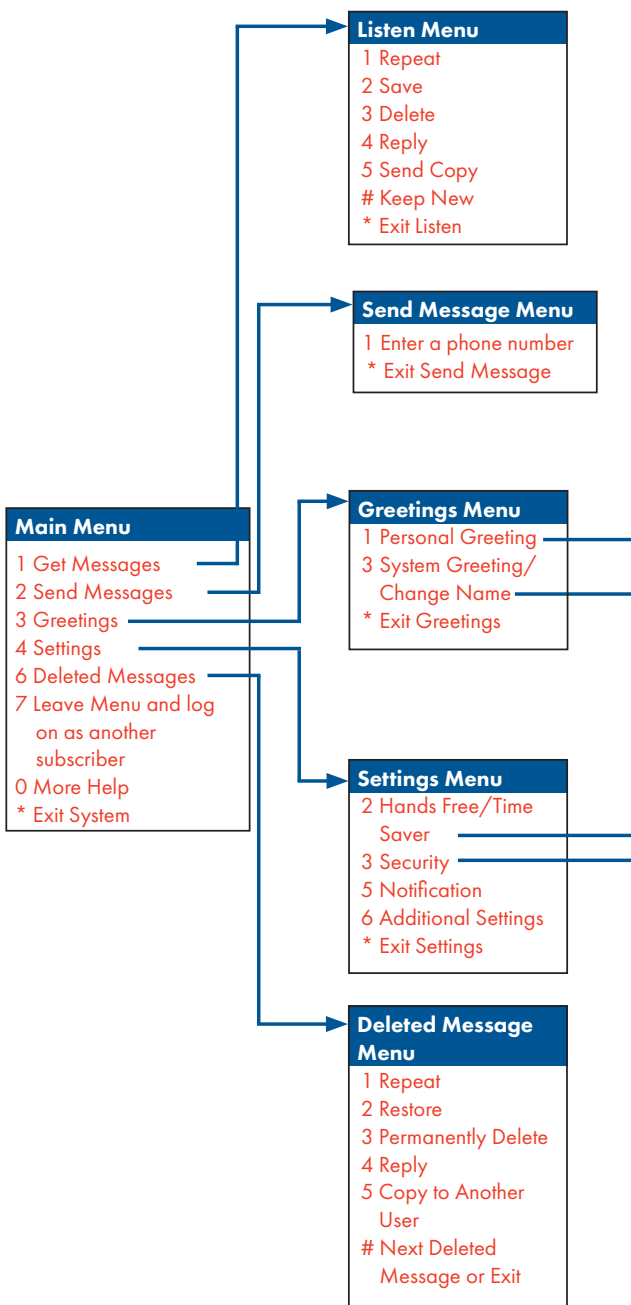 Listen Menu
1 Repeat
2 Save
3 Delete
4 Reply
5 Send Copy
# Keep New
* Exit Listen
Send Message Menu
1 Enter a phone number
* Exit Send Message
Main Menu
1 Get Messages
2 Send Messages
3 Greetings
4 Settings
6 Deleted Messages
7 Leave Menu and log
on as another
subscriber
0 More Help
* Exit System
Greetings Menu
1 Personal Greeting
3 System Greeting/
Change Name
* Exit Greetings
Settings Menu
2 Hands Free/Time
Saver
3 Security
5 Notification
6 Additional Settings
* Exit Settings
Deleted Message
Menu
1 Repeat
2 Restore
3 Permanently Delete
4 Reply
5 Copy to Another
User
# Next Deleted
Message or Exit